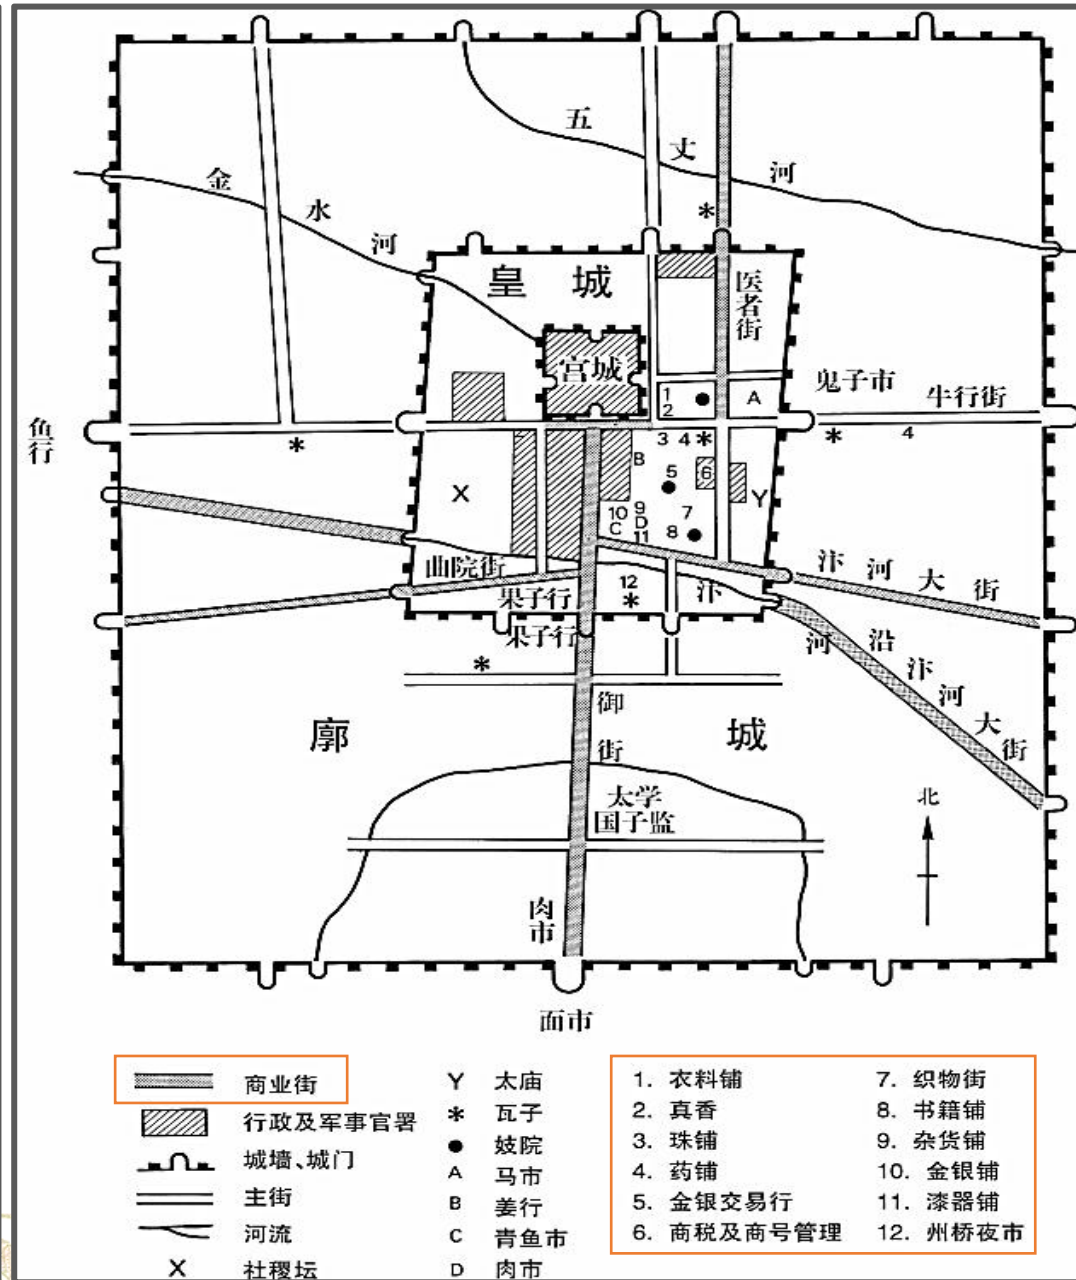 五
丈
河
金
水
河
皇 城
医者街
宫城
鬼子市
牛行街
鱼行
1
2
A
3 4
4
B
5
6
X
Y
10 9
C D
11
7
8
曲院街
果子行
12
汴
河
汴 河 大 街
果子行
沿 汴 河 大 街
御
街
廓 城
太学
国子监
北
肉市
面市
商业街
行政及军事官署
城墙、城门
主街
河流
X 社稷坛
Y 太庙
* 瓦子
● 妓院
A 马市
B 姜行
C 青鱼市
D 肉市
1. 衣料铺
2. 真香
3. 珠铺
4. 药铺
5. 金银交易行
6. 商税及商号管理
7. 织物街
8. 书籍铺
9. 杂货铺
10. 金银铺
11. 漆器铺
12. 州桥夜市